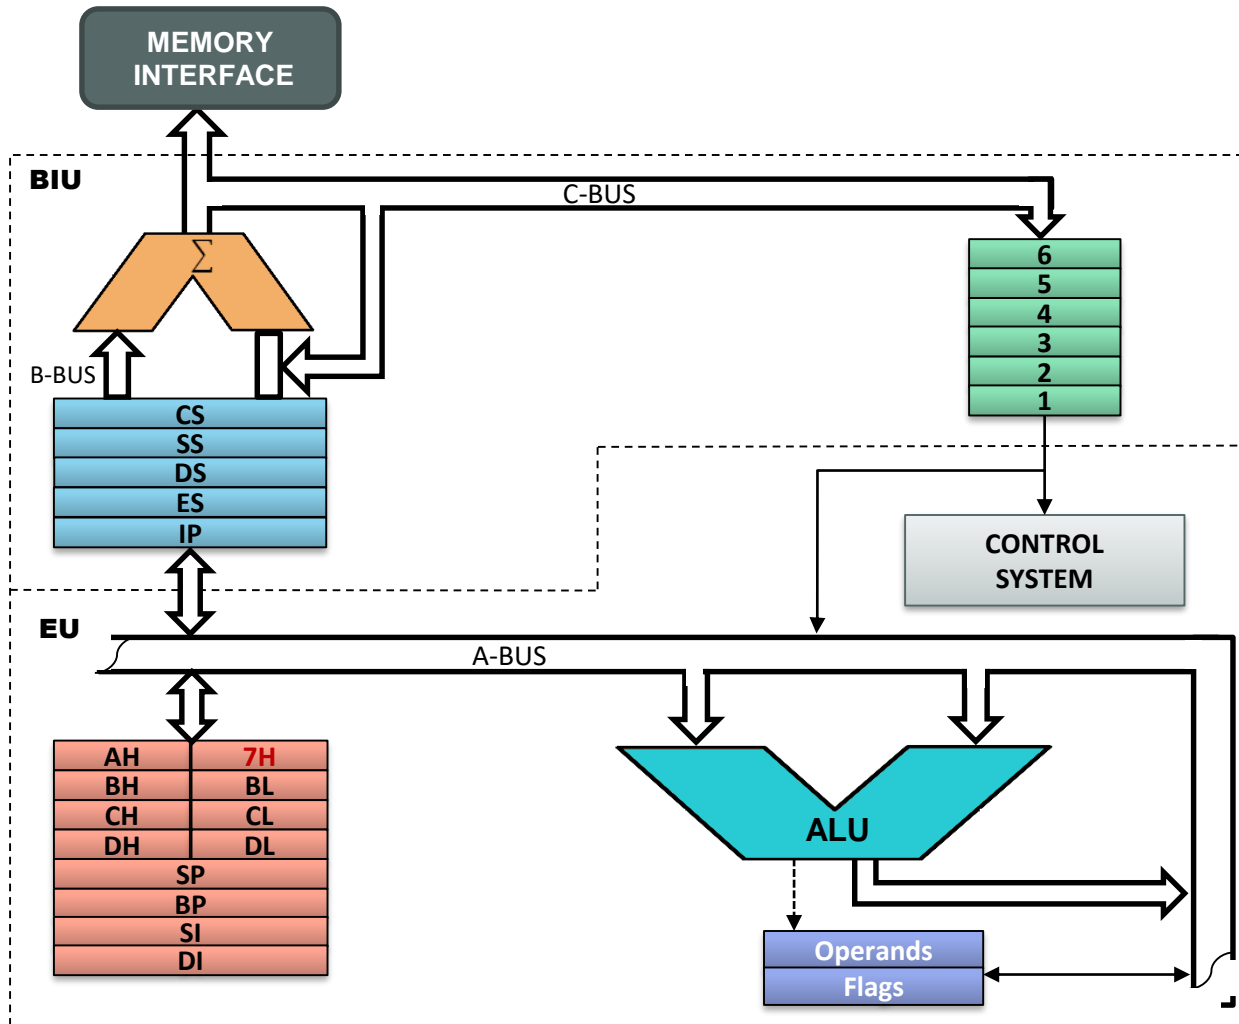 MEMORY
INTERFACE
BIU
C-BUS
Σ
6
5
4
3
2
1
B-BUS
CS
SS
DS
ES
IP
CONTROL
SYSTEM
EU
A-BUS
AH 7H
BH BL
CH CL
DH DL
SP
BP
SI
DI
ALU
Operands
Flags